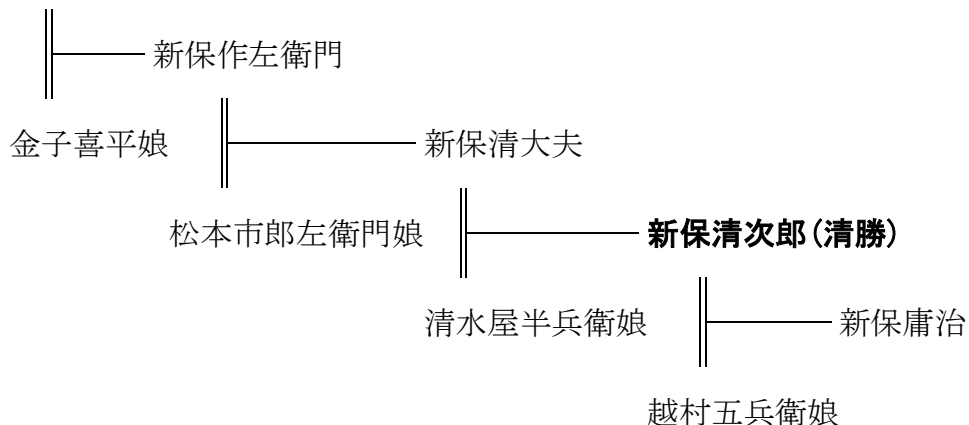 新保作左衛門
金子喜平娘
新保清大夫
松本市郎左衛門娘
新保清次郎(清勝)
清水屋半兵衛娘
新保庸治
越村五兵衛娘